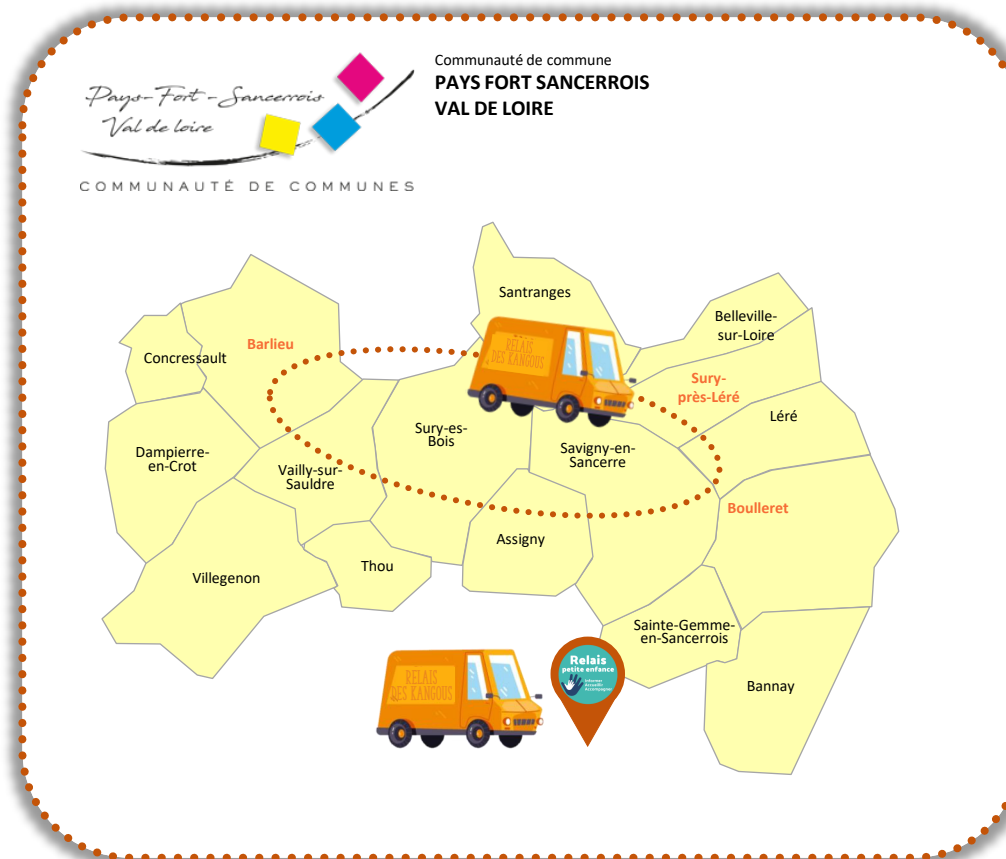 Communauté de commune
PAYS FORT SANCERROIS
VAL DE LOIRE
Pays-Fort-Sancerrois
Val de loire
COMMUNAUTÉ DE COMMUNES
Santranges
Belleville-
sur-Loire
Barlieu
Concressault
RELAIS
DES KANGOUS
Sury-
près-Léré
Léré
Sury-es-
Bois
Savigny-en-
Sancerre
Dampierre-
en-Crot
Vailly-sur-
Sauldre
Boulleret
Assigny
Thou
Villegenon
Sainte-Gemme-
en-Sancerrois
Bannay
RELAIS
DES KANGOUS
Relais
petite enfance
Informer
Accueillir
Accompagner